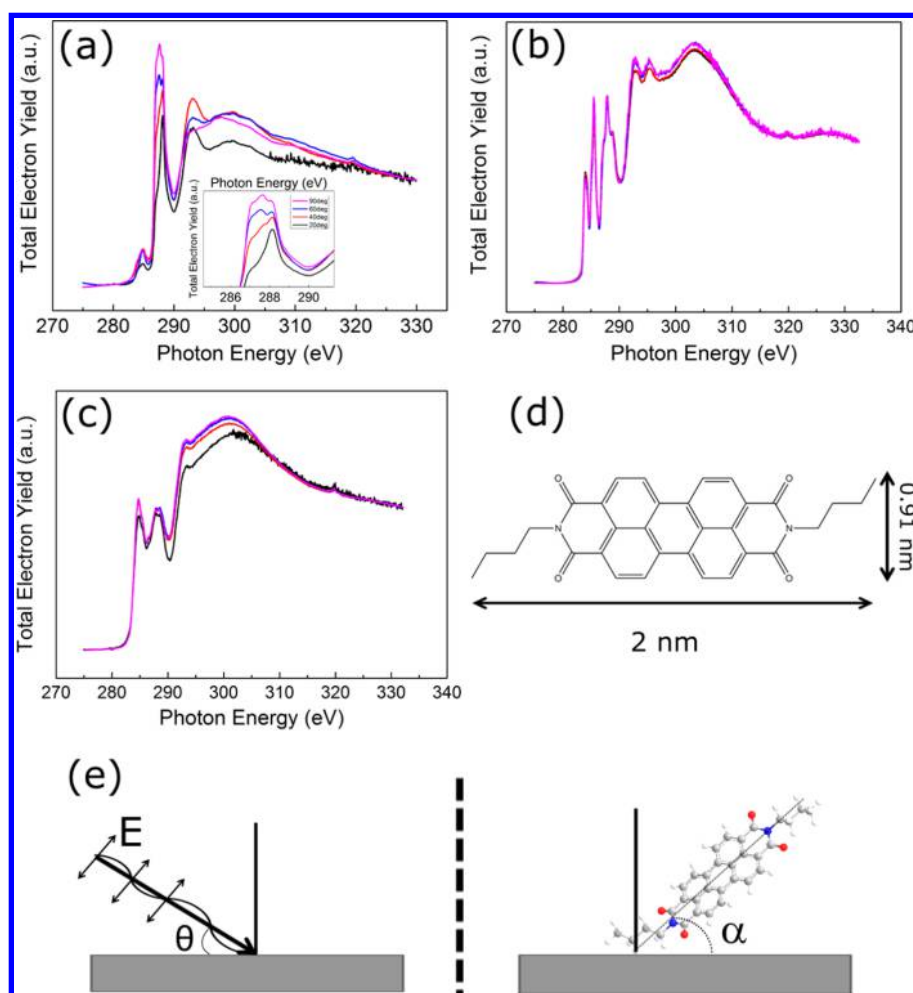 (a)
Total Electron Yield (a.u.)
Photon Energy (eV)
270 280 290 300 310 320 330 340
Photon Energy (eV)
Total Electron Yield (a.u.)
286 288 290
90deg
60deg
40deg
20deg
(b)
Total Electron Yield (a.u.)
270 280 290 300 310 320 330 340
Photon Energy (eV)
(c)
Total Electron Yield (a.u.)
270 280 290 300 310 320 330 340
Photon Energy (eV)
(d)
O O
N N
O O
0.91 nm
2 nm
(e)
E
θ
α